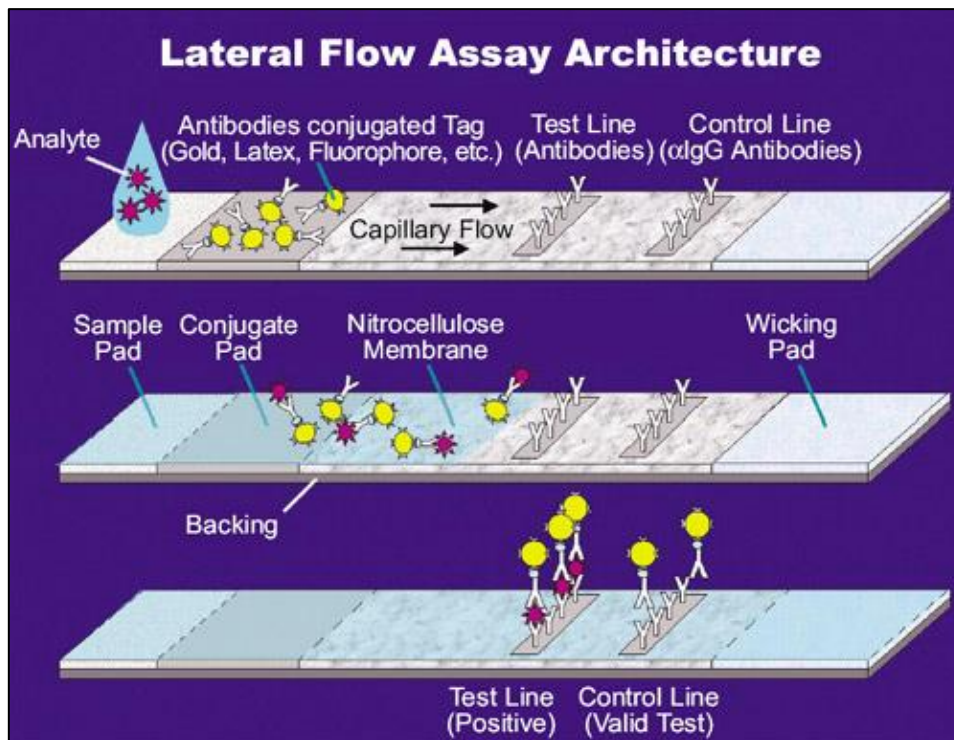 Lateral Flow Assay Architecture
Analyte
Antibodies conjugated Tag
(Gold, Latex, Fluorophore, etc.)
Test Line
(Antibodies)
Control Line
(αIgG Antibodies)
Capillary Flow
Sample
Pad
Conjugate
Pad
Nitrocellulose
Membrane
Wicking
Pad
Backing
Test Line
(Positive)
Control Line
(Valid Test)